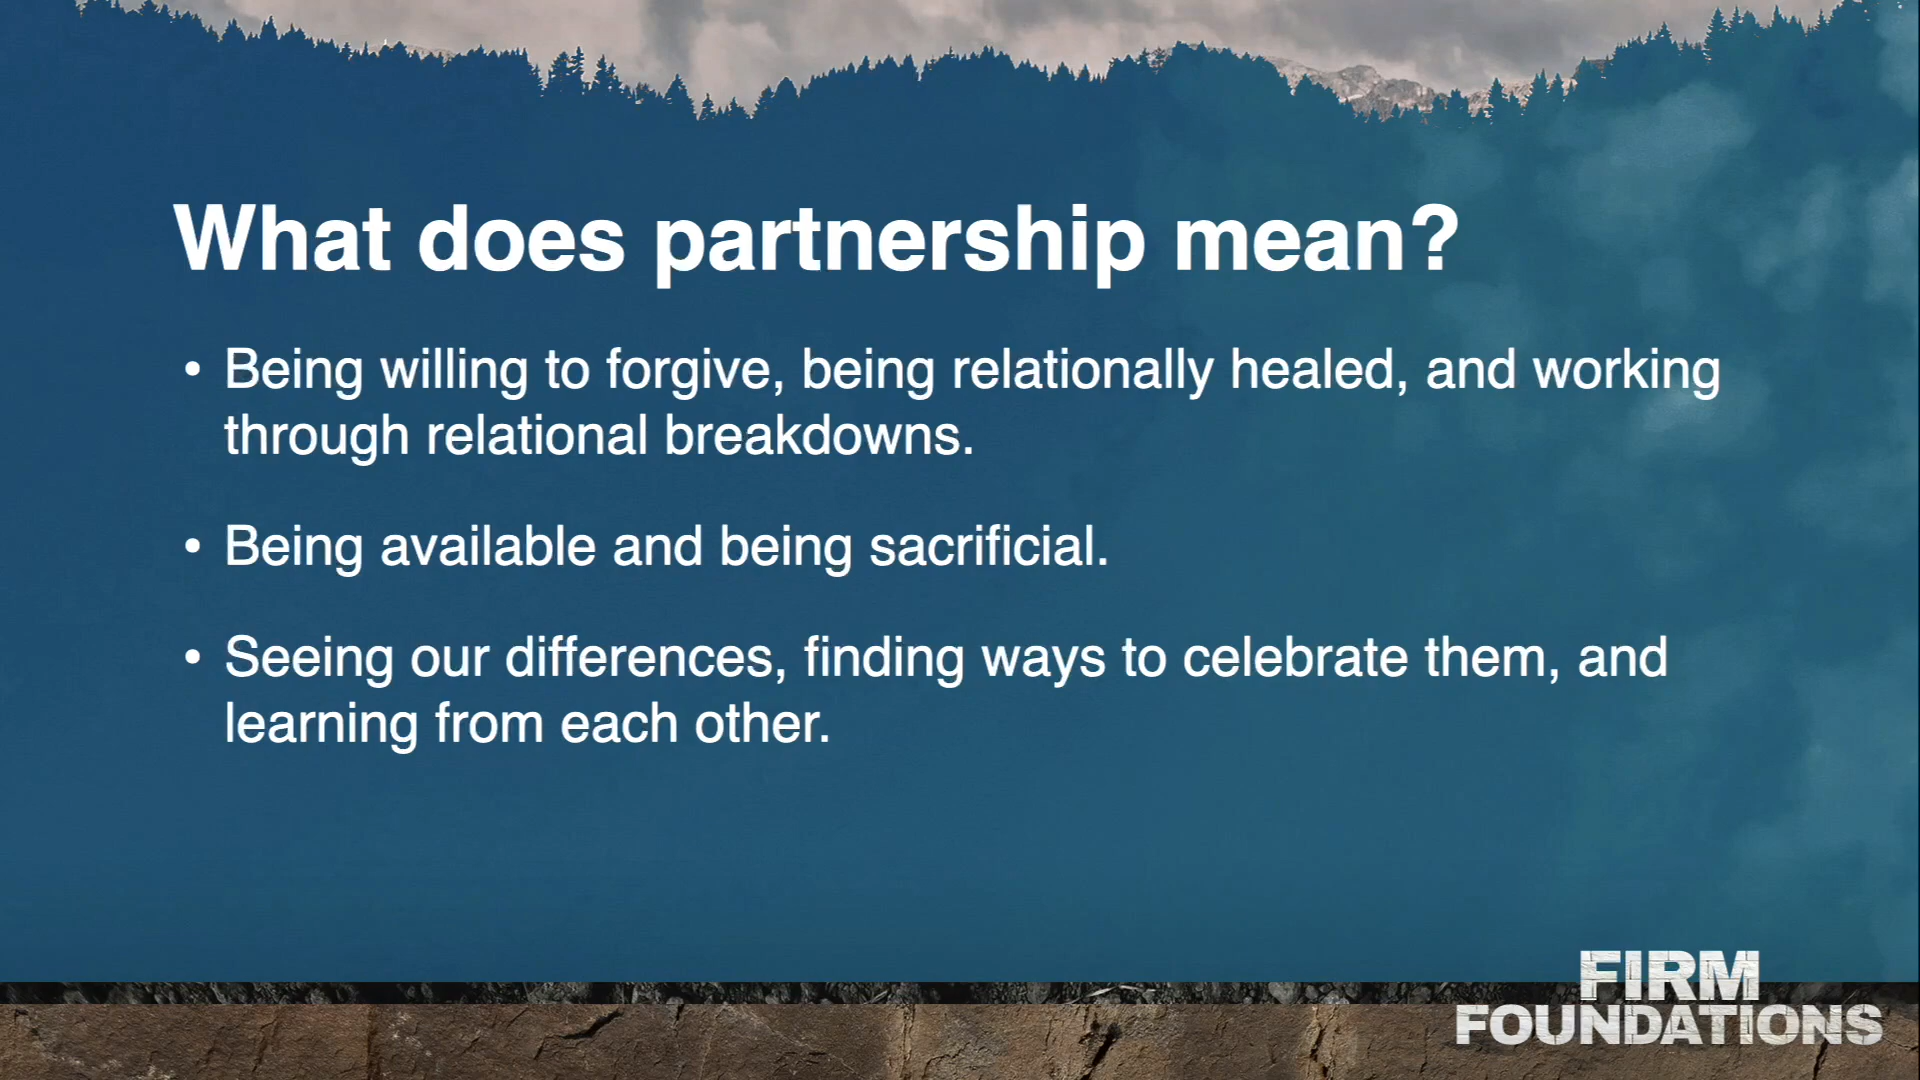 What does partnership mean?
• Being willing to forgive, being relationally healed, and working
through relational breakdowns.
• Being available and being sacrificial.
• Seeing our differences, finding ways to celebrate them, and
learning from each other.
FIRM
FOUNDATIONS